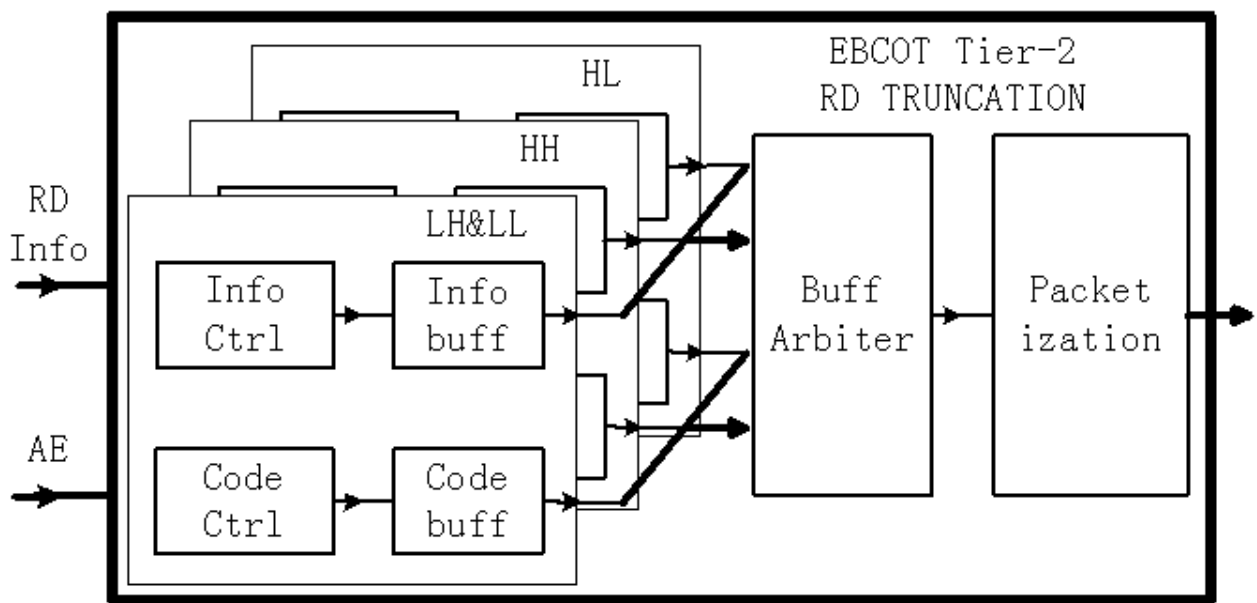 EBCOT Tier-2
RD TRUNCATION
HL
HH
LH&LL
RD
Info
AE
Info
Ctrl
Info
buff
Code
Ctrl
Code
buff
Buff
Arbiter
Packet
ization